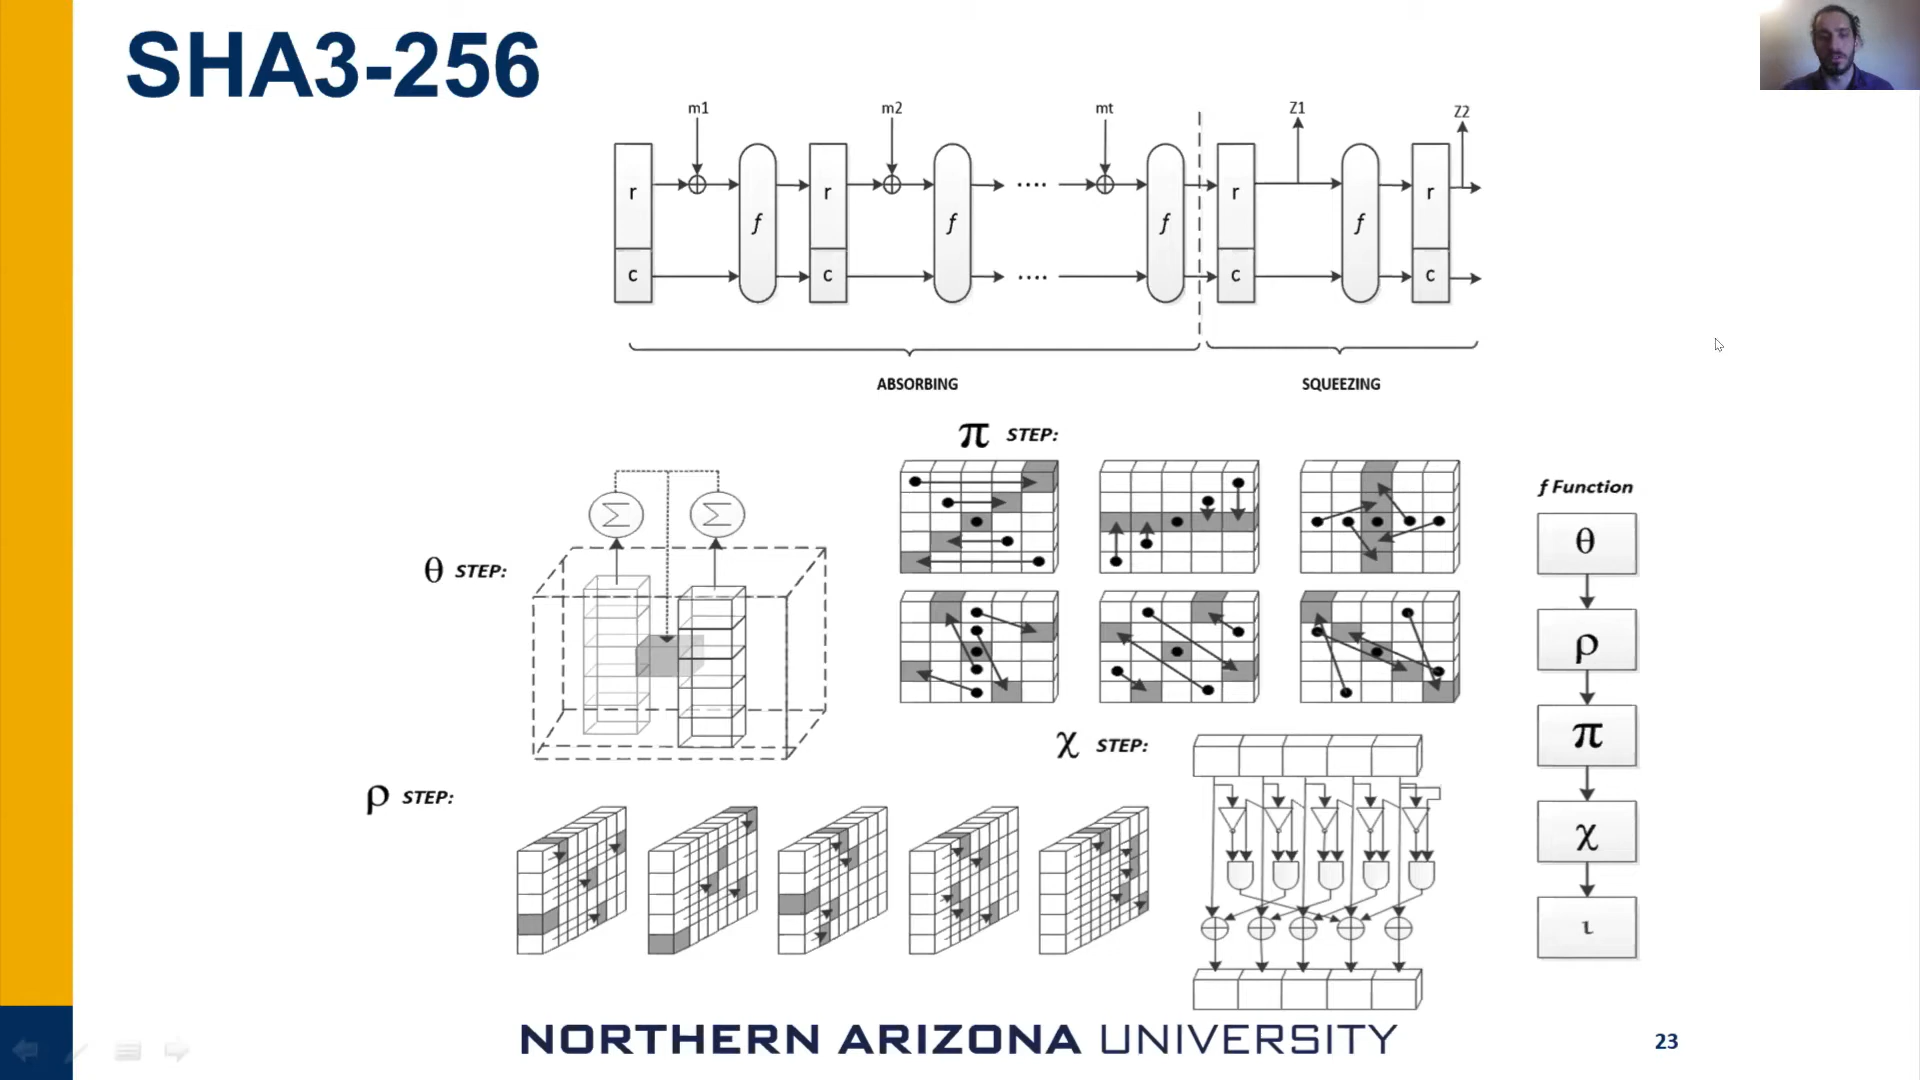 SHA3-256
m1 m2 mt Z1 Z2
r r r r
f f f f
c c c c
ABSORBING SQUEEZING
π STEP:
f Function
θ
θ STEP:
Σ Σ
ρ
π
χ STEP:
ρ STEP:
χ
ι
NORTHERN ARIZONA UNIVERSITY
23